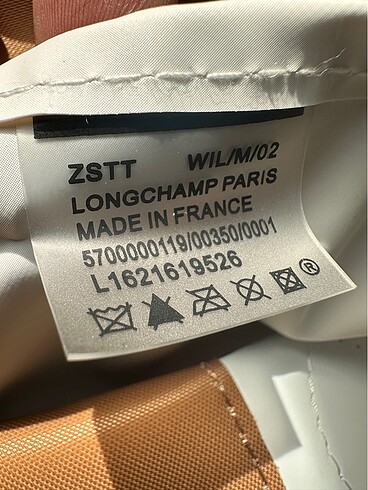 ZSTT WIL/M/02
LONGCHAMP PARIS
MADE IN FRANCE
5700000119/00350/0001
L1621619526
®